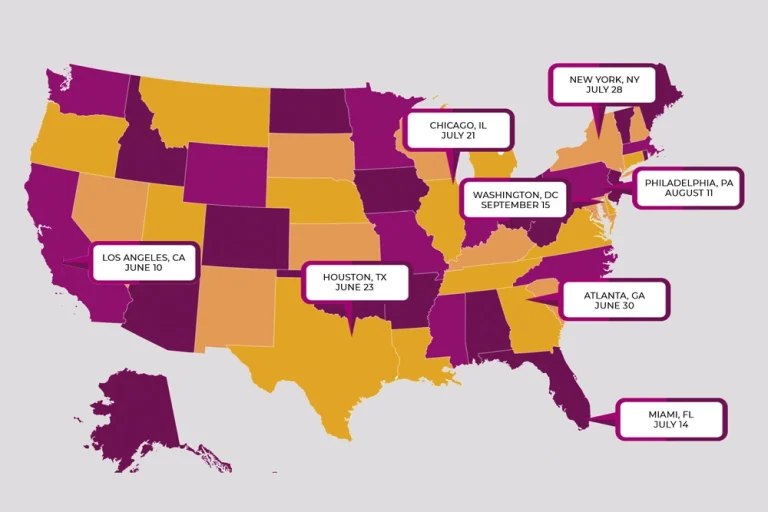 NEW YORK, NY
JULY 28
CHICAGO, IL
JULY 21
PHILADELPHIA, PA
AUGUST 11
WASHINGTON, DC
SEPTEMBER 15
LOS ANGELES, CA
JUNE 10
HOUSTON, TX
JUNE 23
ATLANTA, GA
JUNE 30
MIAMI, FL
JULY 14